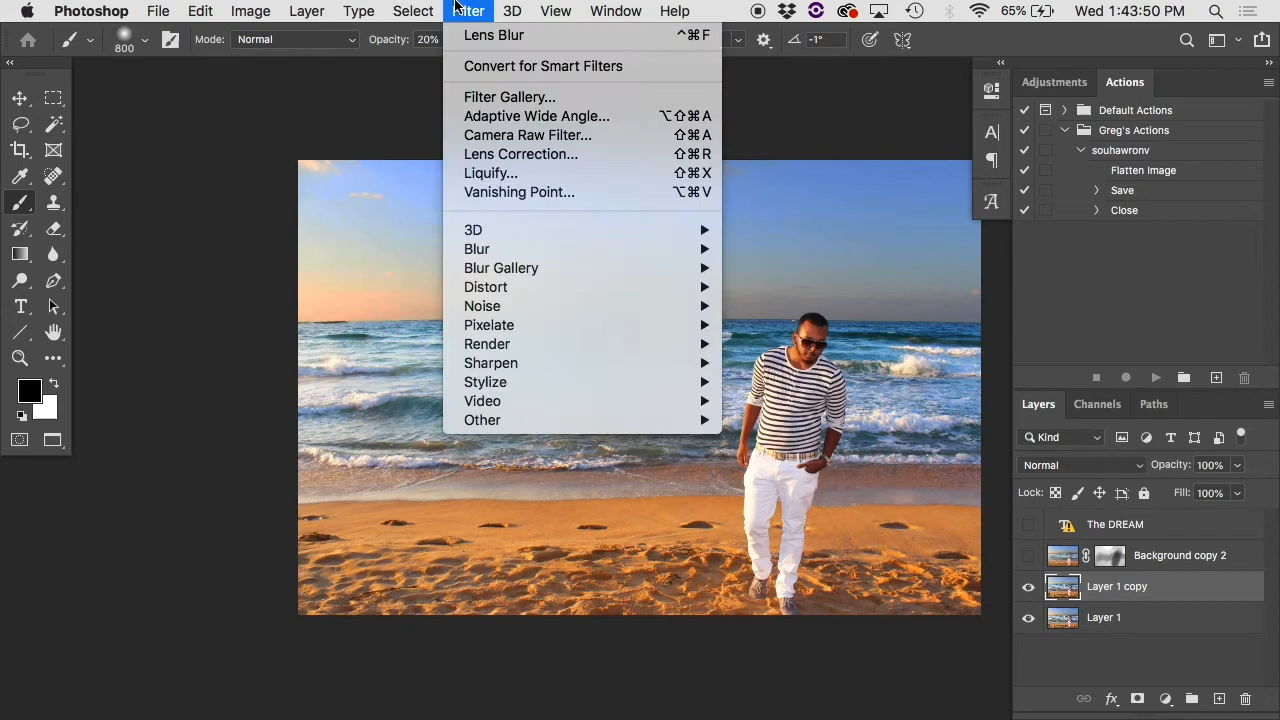 Photoshop File Edit Image Layer Type Select Filter 3D View Window Help 65% Wed 1:43:50 PM
800 Mode: Normal Opacity: 20% -1°
Lens Blur ^⌘F
Convert for Smart Filters
Filter Gallery...
Adaptive Wide Angle... ⌥⇧⌘A
Camera Raw Filter... ⇧⌘A
Lens Correction... ⇧⌘R
Liquify... ⇧⌘X
Vanishing Point... ⌥⌘V
3D
Blur
Blur Gallery
Distort
Noise
Pixelate
Render
Sharpen
Stylize
Video
Other
Adjustments Actions
Default Actions
Greg's Actions
souhawronv
Flatten Image
Save
Close
Layers Channels Paths
Kind
Normal Opacity: 100%
Lock: Fill: 100%
The DREAM
Background copy 2
Layer 1 copy
Layer 1